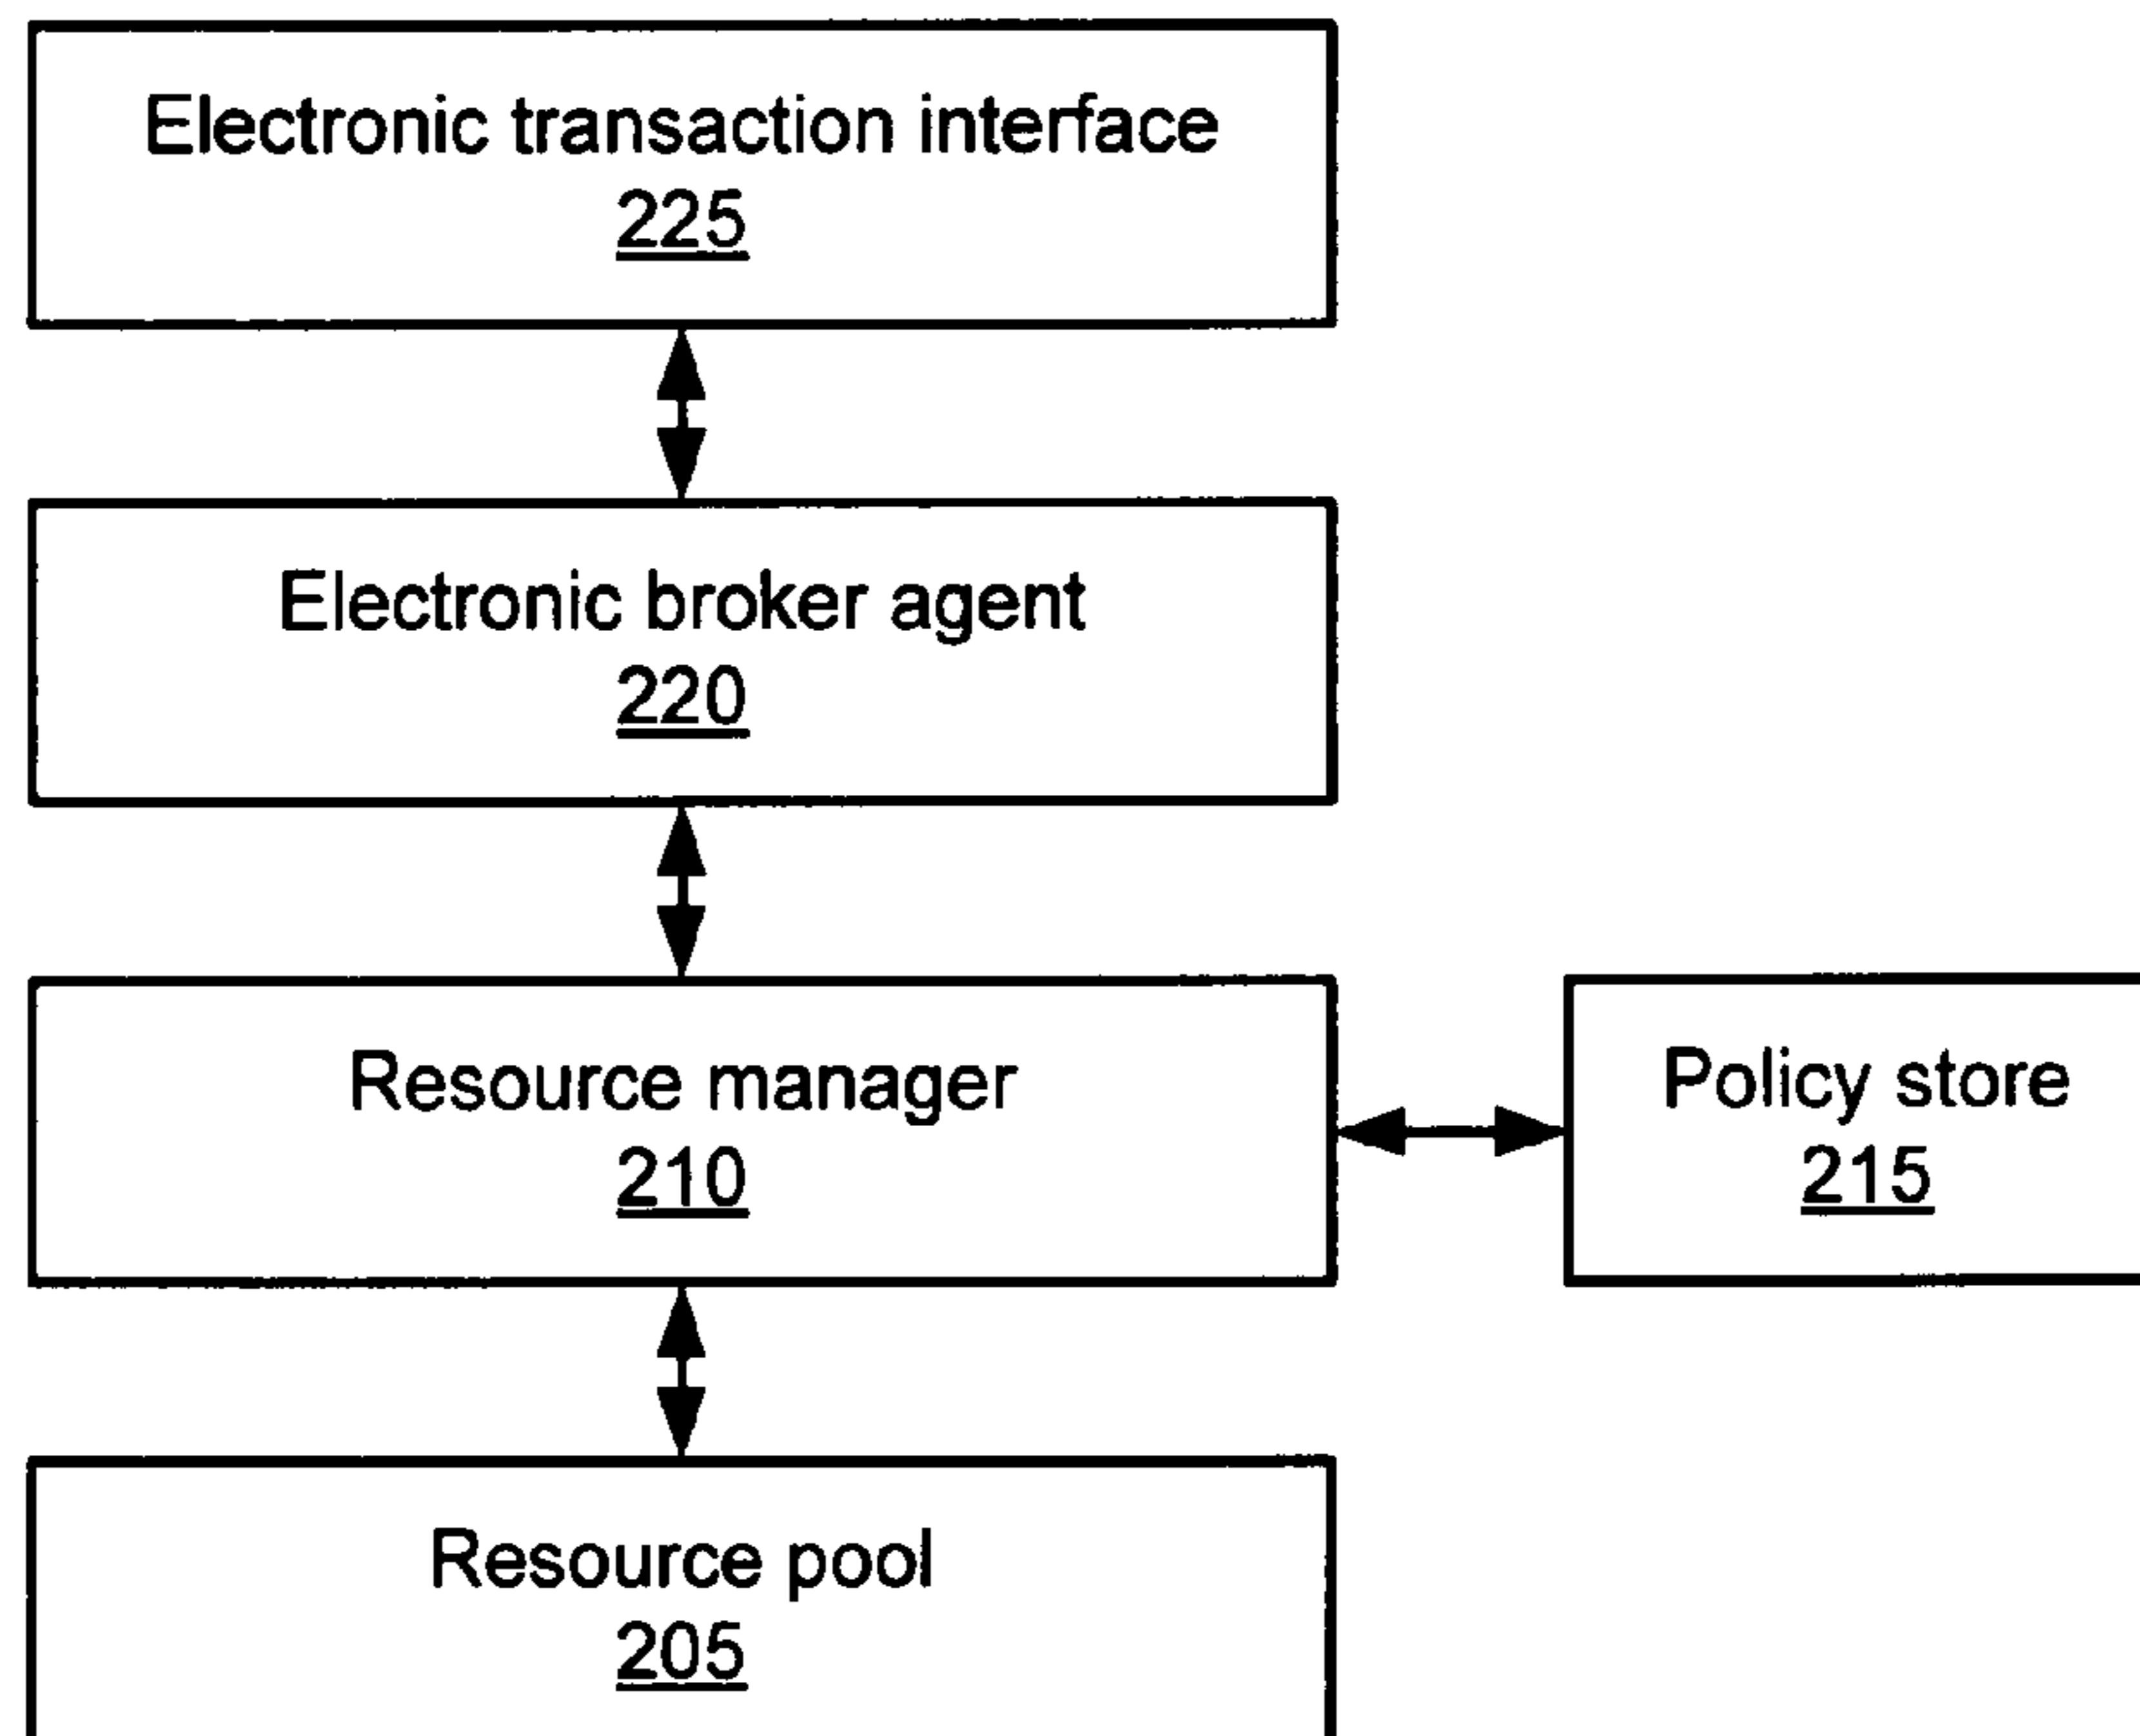 Electronic transaction interface
225
Electronic broker agent
220
Resource manager
210
Policy store
215
Resource pool
205